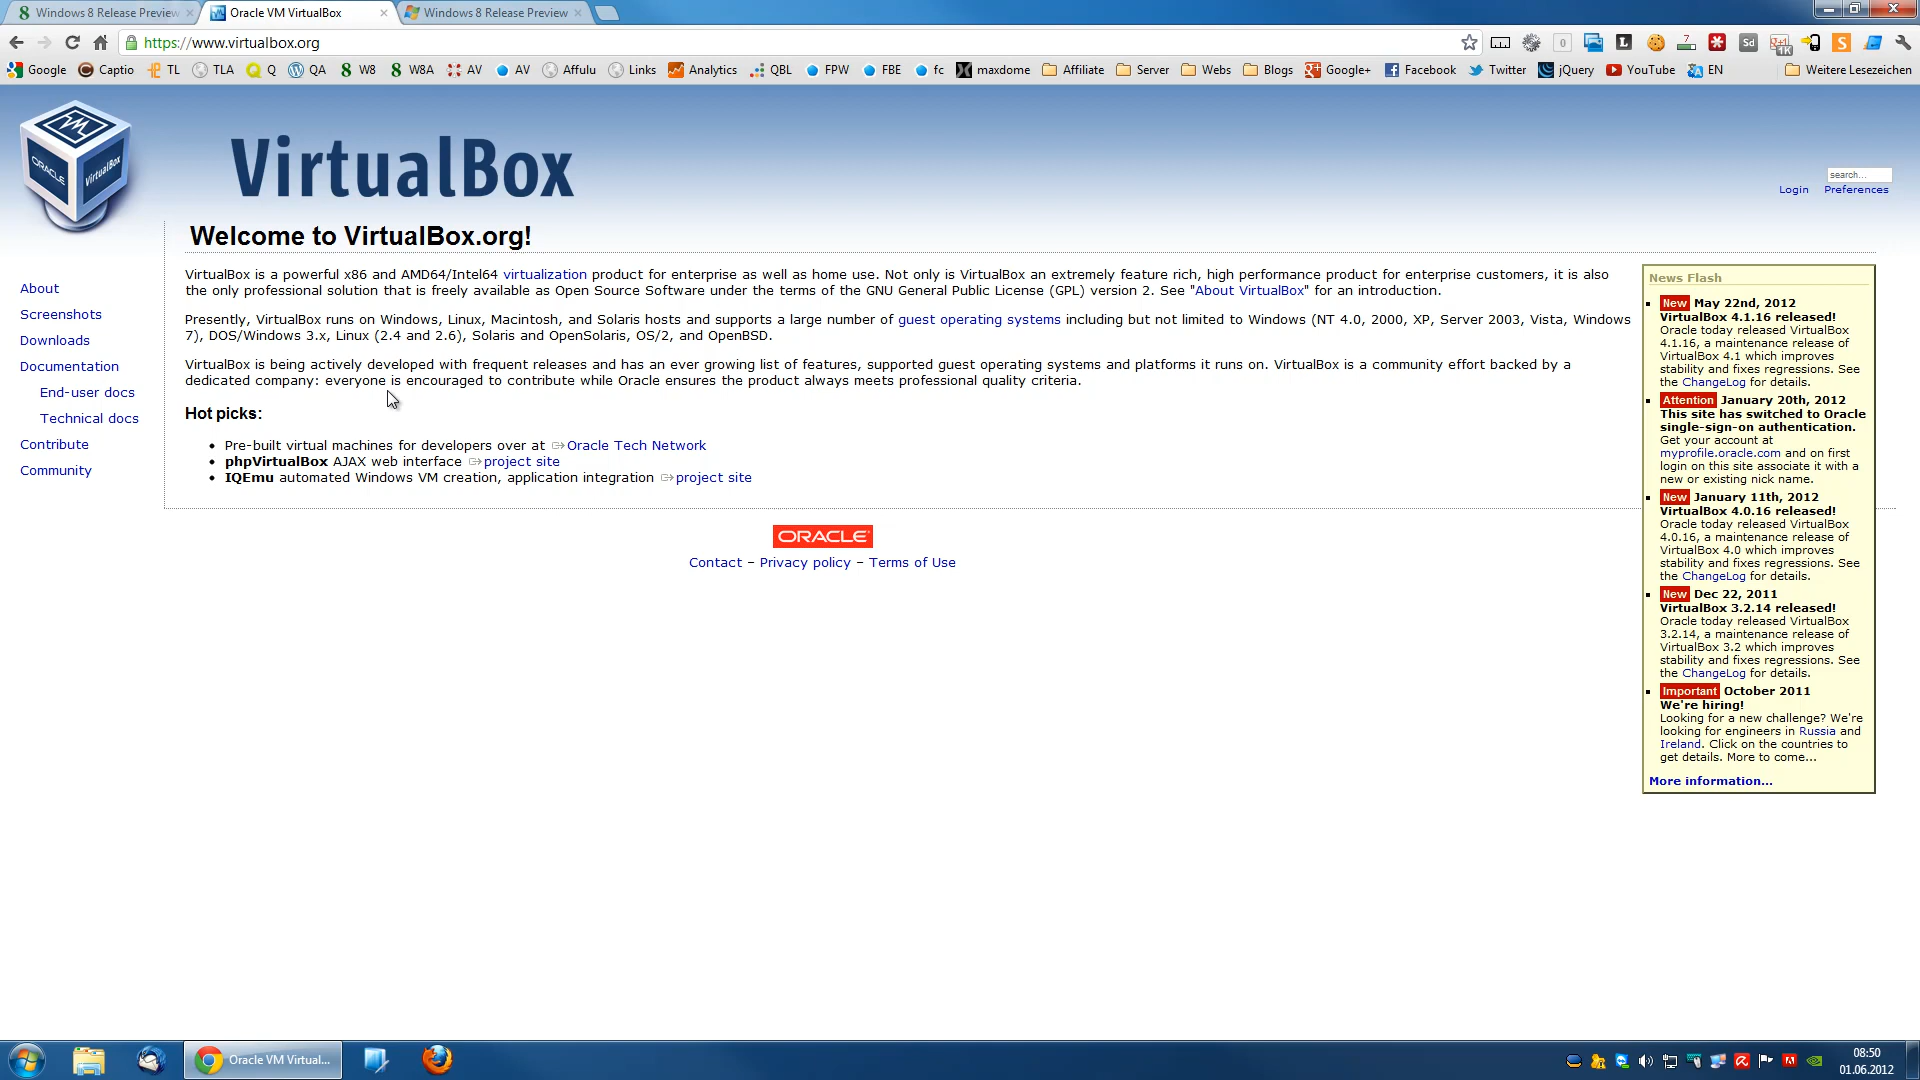 Windows 8 Release Preview
Oracle VM VirtualBox
Windows 8 Release Preview
https://www.virtualbox.org
Google Captio TL TLA Q QA W8 W8A AV AV Affulu Links Analytics QBL FPW FBE fc maxdome Affiliate Server Webs Blogs Google+ Facebook Twitter jQuery YouTube EN Weitere Lesezeichen
ORACLE
VirtualBox
VirtualBox
search...
Login Preferences
Welcome to VirtualBox.org!
About
Screenshots
Downloads
Documentation
End-user docs
Technical docs
Contribute
Community
VirtualBox is a powerful x86 and AMD64/Intel64 virtualization product for enterprise as well as home use. Not only is VirtualBox an extremely feature rich, high performance product for enterprise customers, it is also
the only professional solution that is freely available as Open Source Software under the terms of the GNU General Public License (GPL) version 2. See "About VirtualBox" for an introduction.
Presently, VirtualBox runs on Windows, Linux, Macintosh, and Solaris hosts and supports a large number of guest operating systems including but not limited to Windows (NT 4.0, 2000, XP, Server 2003, Vista, Windows
7), DOS/Windows 3.x, Linux (2.4 and 2.6), Solaris and OpenSolaris, OS/2, and OpenBSD.
VirtualBox is being actively developed with frequent releases and has an ever growing list of features, supported guest operating systems and platforms it runs on. VirtualBox is a community effort backed by a
dedicated company: everyone is encouraged to contribute while Oracle ensures the product always meets professional quality criteria.
Hot picks:
Pre-built virtual machines for developers over at Oracle Tech Network
phpVirtualBox AJAX web interface project site
IQEmu automated Windows VM creation, application integration project site
ORACLE
Contact – Privacy policy – Terms of Use
News Flash
New May 22nd, 2012
VirtualBox 4.1.16 released!
Oracle today released VirtualBox
4.1.16, a maintenance release of
VirtualBox 4.1 which improves
stability and fixes regressions. See
the ChangeLog for details.
Attention January 20th, 2012
This site has switched to Oracle
single-sign-on authentication.
Get your account at
myprofile.oracle.com and on first
login on this site associate it with a
new or existing nick name.
New January 11th, 2012
VirtualBox 4.0.16 released!
Oracle today released VirtualBox
4.0.16, a maintenance release of
VirtualBox 4.0 which improves
stability and fixes regressions. See
the ChangeLog for details.
New Dec 22, 2011
VirtualBox 3.2.14 released!
Oracle today released VirtualBox
3.2.14, a maintenance release of
VirtualBox 3.2 which improves
stability and fixes regressions. See
the ChangeLog for details.
Important October 2011
We're hiring!
Looking for a new challenge? We're
looking for engineers in Russia and
Ireland. Click on the countries to
get details. More to come...
More information...
Oracle VM Virtual...
08:50
01.06.2012